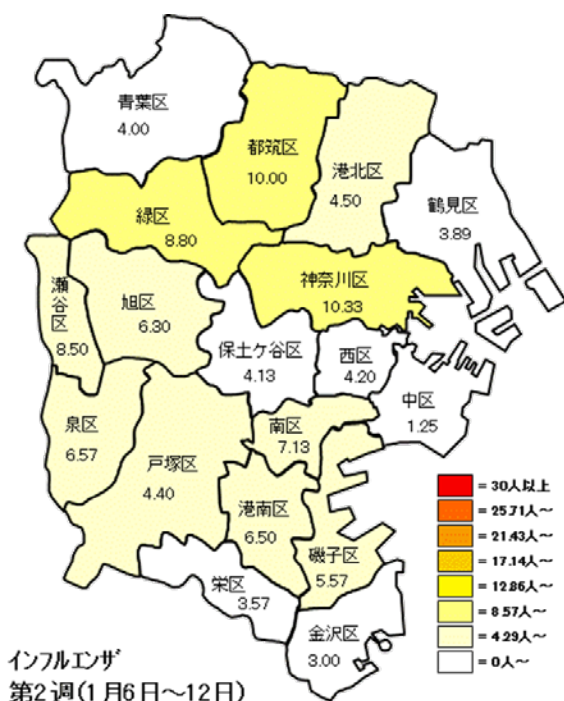 青葉区
4.00
都筑区
10.00
港北区
4.50
鶴見区
3.89
緑区
8.80
神奈川区
10.33
瀬谷区
8.50
旭区
6.30
保土ケ谷区
4.13
西区
4.20
中区
1.25
泉区
6.57
戸塚区
4.40
南区
7.13
港南区
6.50
磯子区
5.57
栄区
3.57
金沢区
3.00
= 30人以上
= 25.71人～
= 21.43人～
= 17.14人～
= 12.86人～
= 8.57人～
= 4.29人～
= 0人～
インフルエンザ
第2週(1月6日～12日)